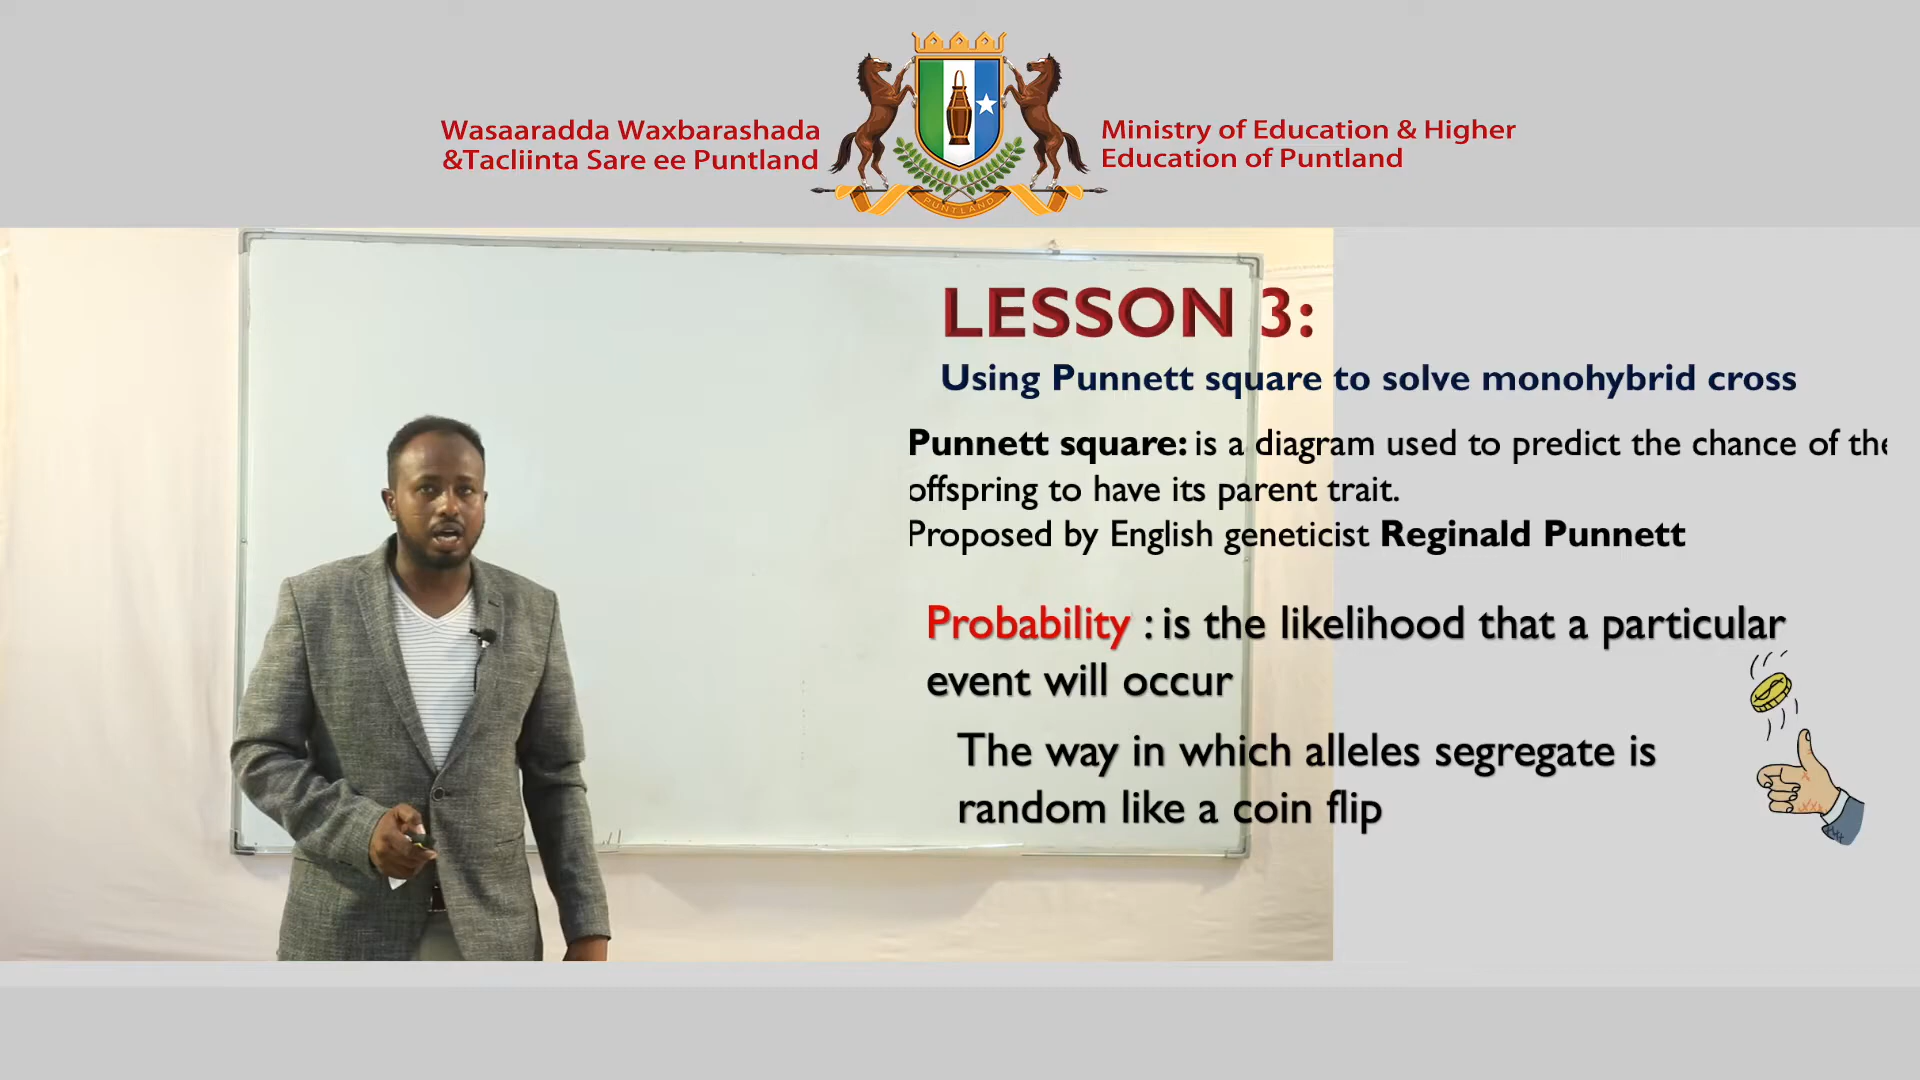 Wasaaradda Waxbarashada
&Tacliinta Sare ee Puntland
PUNTLAND
Ministry of Education & Higher
Education of Puntland
LESSON 3:
Using Punnett square to solve monohybrid cross
Punnett square: is a diagram used to predict the chance of the
offspring to have its parent trait.
Proposed by English geneticist Reginald Punnett
Probability : is the likelihood that a particular
event will occur
The way in which alleles segregate is
random like a coin flip